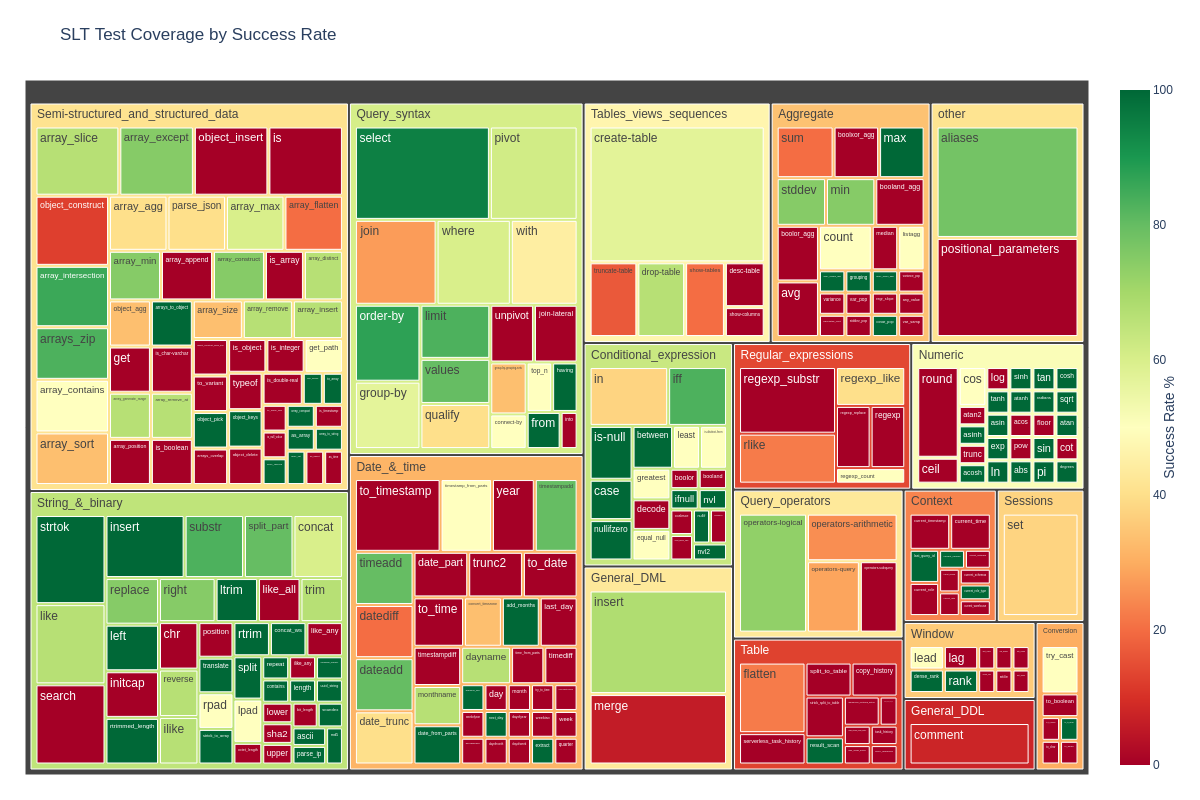 SLT Test Coverage by Success Rate
Semi-structured_and_structured_data
array_slice
array_except
object_insert
is
object_construct
array_agg
parse_json
array_max
array_flatten
array_intersection
array_min
array_append
array_construct
is_array
array_distinct
object_agg
arrays_to_object
array_size
array_remove
array_insert
arrays_zip
get
is_char-varchar
is_object
is_integer
get_path
to_variant
typeof
is_double-real
array_contains
array_generate_range
array_remove_at
object_pick
object_keys
array_sort
array_position
is_boolean
arrays_overlap
object_delete
as_array
String_&_binary
strtok
insert
substr
split_part
concat
like
replace
right
ltrim
like_all
trim
left
chr
position
rtrim
concat_ws
like_any
search
initcap
reverse
translate
split
repeat
like_any
contains
length
rpad
lpad
lower
rtrimmed_length
ilike
sha2
ascii
upper
parse_ip
Query_syntax
select
pivot
join
where
with
order-by
limit
unpivot
join-lateral
group-by
values
top_n
having
qualify
connect-by
from
into
Date_&_time
to_timestamp
timestamp_from_parts
year
timestampadd
timeadd
date_part
trunc2
to_date
datediff
to_time
add_months
last_day
dateadd
timestampdiff
dayname
timediff
date_trunc
monthname
day
month
week
date_from_parts
extract
quarter
Tables_views_sequences
create-table
truncate-table
drop-table
show-tables
desc-table
show-columns
Conditional_expression
in
iff
is-null
between
least
case
greatest
boolor
booland
decode
ifnull
nvl
nullifzero
equal_null
nvl2
General_DML
insert
merge
Aggregate
sum
boolxor_agg
max
stddev
min
booland_agg
boolor_agg
count
median
listagg
avg
grouping
variance
var_pop
other
aliases
positional_parameters
Regular_expressions
regexp_substr
regexp_like
rlike
regexp_replace
regexp
regexp_count
Numeric
round
cos
log
sinh
tan
cosh
tanh
atanh
sqrt
atan2
asin
acos
floor
atan
asinh
exp
pow
sin
cot
ceil
trunc
acosh
ln
abs
pi
degrees
Query_operators
operators-logical
operators-arithmetic
operators-query
operators-subquery
Table
flatten
split_to_table
copy_history
serverless_task_history
result_scan
Context
current_timestamp
current_time
last_query_id
Sessions
set
Window
lead
lag
dense_rank
rank
General_DDL
comment
Conversion
try_cast
to_boolean
100
80
60
40
20
0
Success Rate %